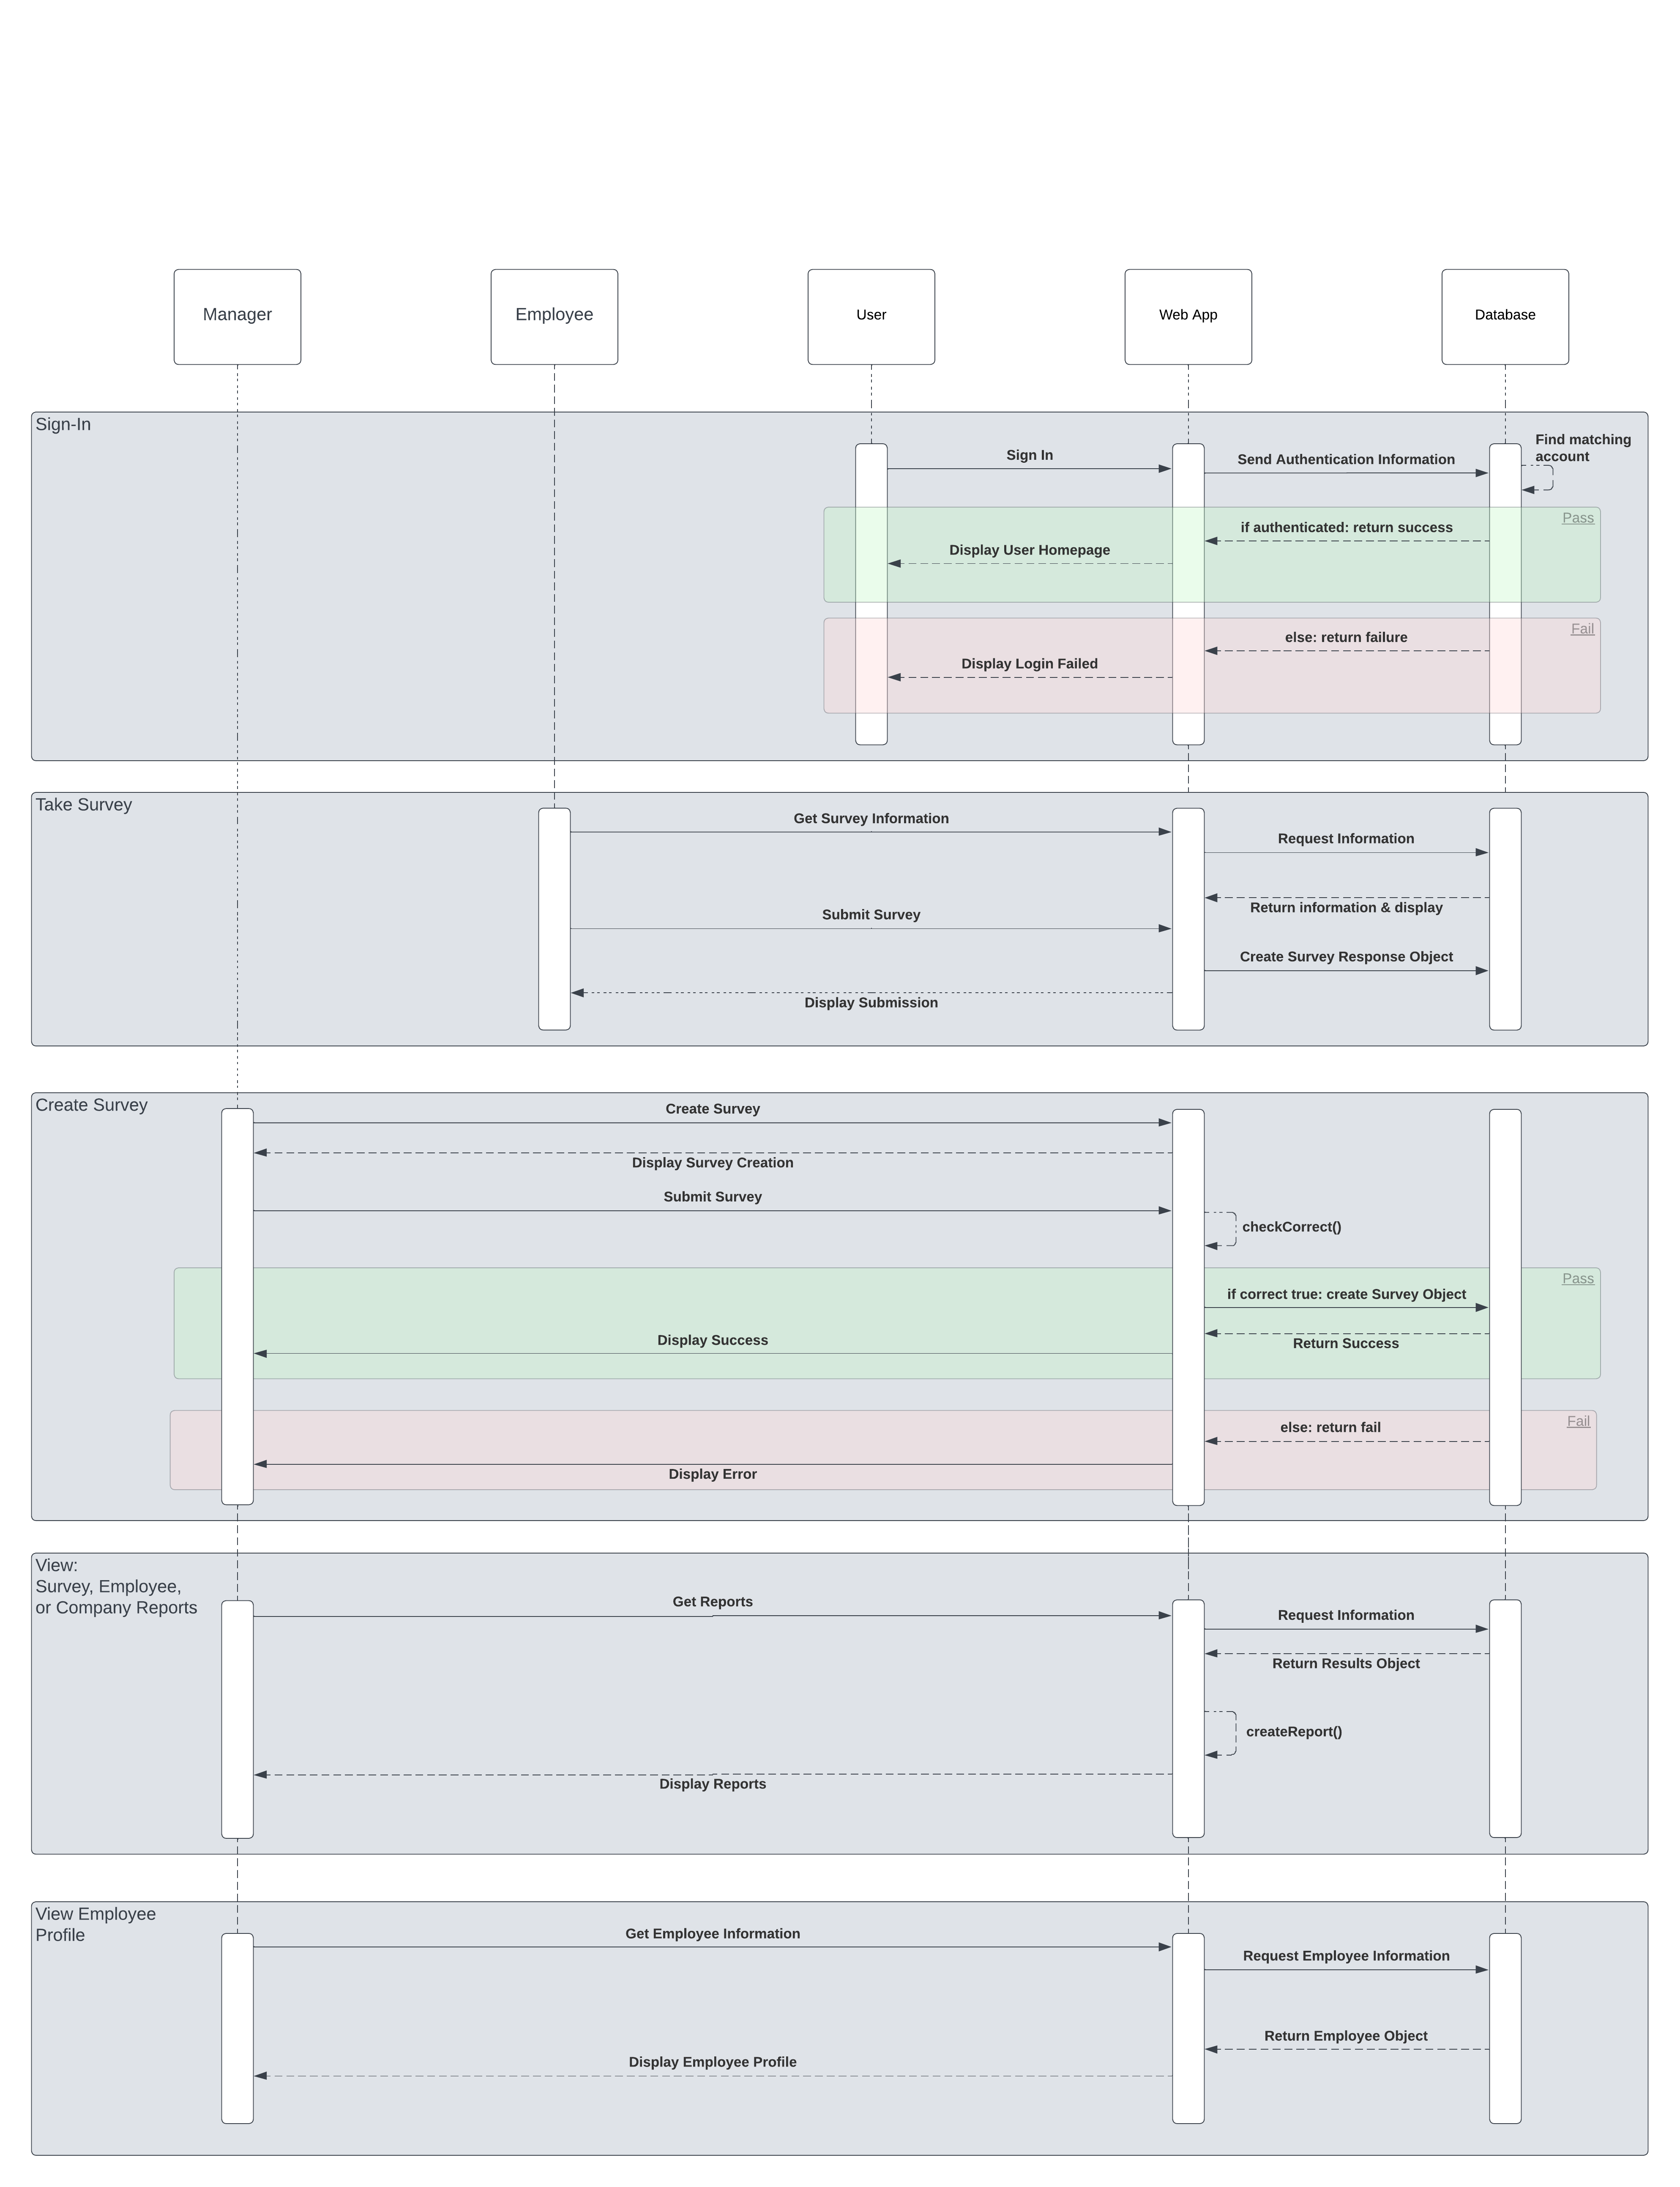 Manager
Employee
User
Web App
Database
Sign-In
Find matching
account
Sign In
Send Authentication Information
Pass
if authenticated: return success
Display User Homepage
Fail
else: return failure
Display Login Failed
Take Survey
Get Survey Information
Request Information
Return information & display
Submit Survey
Create Survey Response Object
Display Submission
Create Survey
Create Survey
Display Survey Creation
Submit Survey
checkCorrect()
Pass
if correct true: create Survey Object
Return Success
Display Success
Fail
else: return fail
Display Error
View:
Survey, Employee,
or Company Reports
Get Reports
Request Information
Return Results Object
createReport()
Display Reports
View Employee
Profile
Get Employee Information
Request Employee Information
Return Employee Object
Display Employee Profile